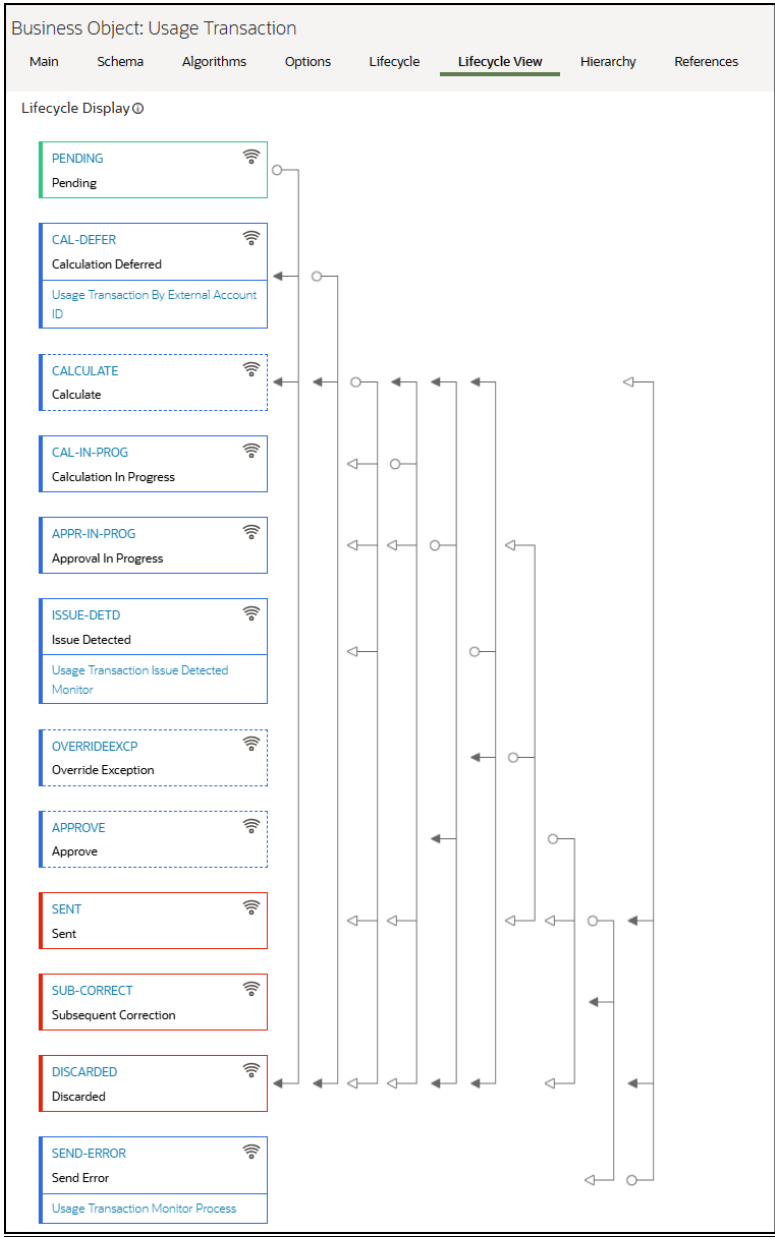 Business Object: Usage Transaction
Main Schema Algorithms Options Lifecycle Lifecycle View Hierarchy References
Lifecycle Display
PENDING
Pending
CAL-DEFER
Calculation Deferred
Usage Transaction By External Account
ID
CALCULATE
Calculate
CAL-IN-PROG
Calculation In Progress
APPR-IN-PROG
Approval In Progress
ISSUE-DETD
Issue Detected
Usage Transaction Issue Detected
Monitor
OVERRIDEEXCP
Override Exception
APPROVE
Approve
SENT
Sent
SUB-CORRECT
Subsequent Correction
DISCARDED
Discarded
SEND-ERROR
Send Error
Usage Transaction Monitor Process